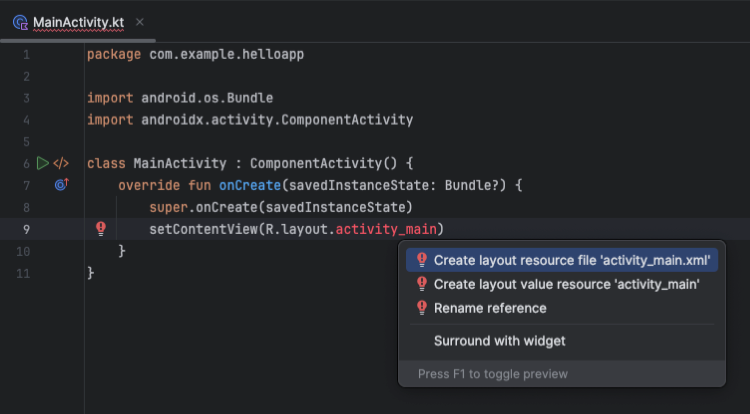 MainActivity.kt ×
1 package com.example.helloapp
2
3 import android.os.Bundle
4 import androidx.activity.ComponentActivity
5
6 class MainActivity : ComponentActivity() {
7 override fun onCreate(savedInstanceState: Bundle?) {
8 super.onCreate(savedInstanceState)
9 setContentView(R.layout.activity_main)
10 }
11 }
Create layout resource file 'activity_main.xml'
Create layout value resource 'activity_main'
Rename reference
Surround with widget
Press F1 to toggle preview